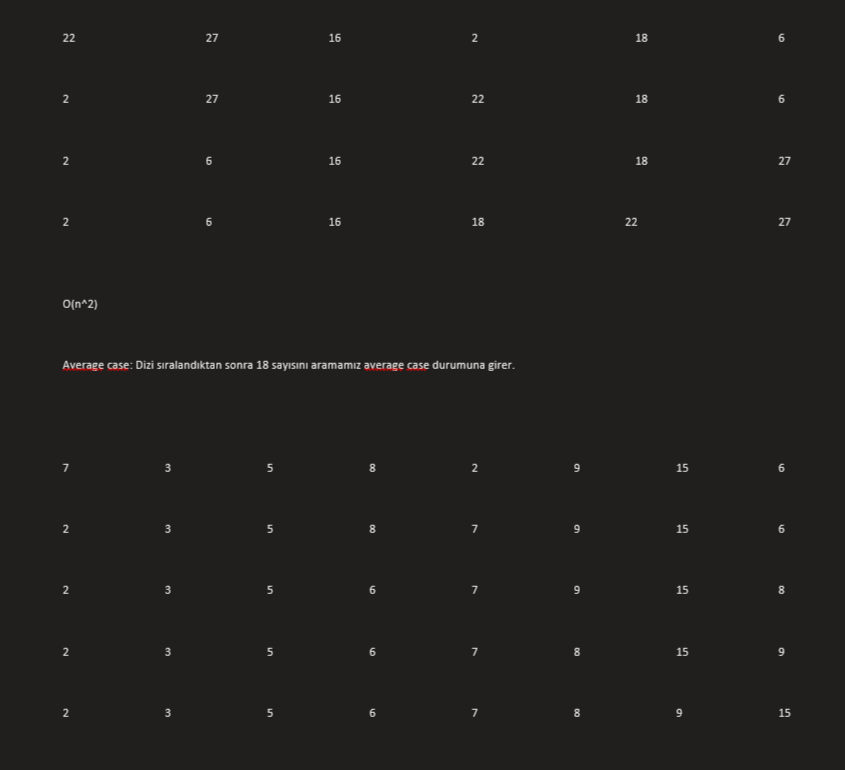 22 27 16 2 18 6
2 27 16 22 18 6
2 6 16 22 18 27
2 6 16 18 22 27
O(n^2)
Average case: Dizi sıralandıktan sonra 18 sayısını aramamız average case durumuna girer.
7 3 5 8 2 9 15 6
2 3 5 8 7 9 15 6
2 3 5 6 7 9 15 8
2 3 5 6 7 8 15 9
2 3 5 6 7 8 9 15